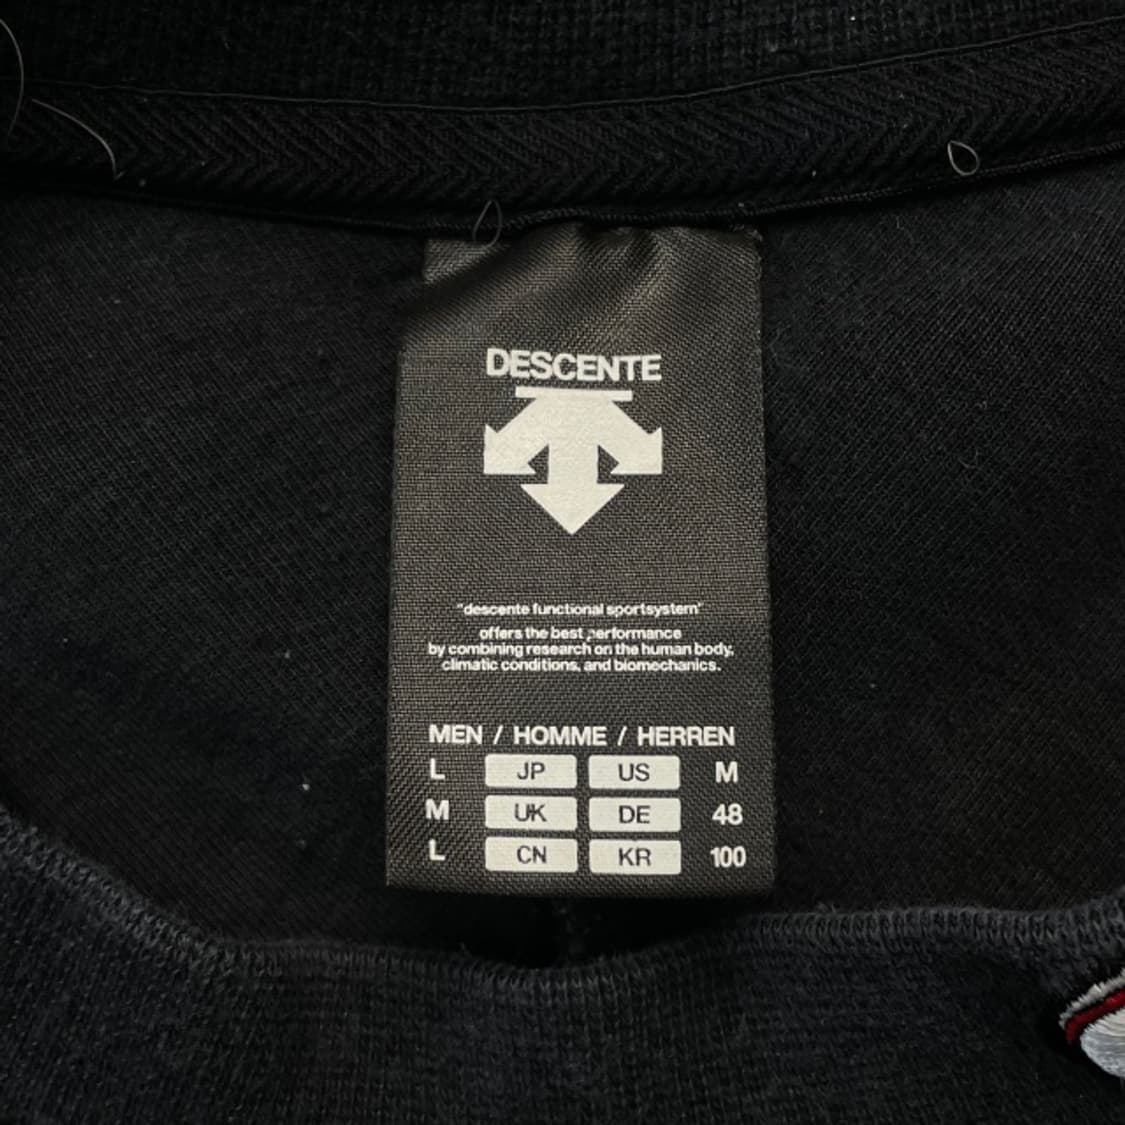 DESCENTE
"descente functional sportsystem"
offers the best performance
by combining research on the human body,
climatic conditions, and biomechanics.
MEN / HOMME / HERREN
L JP US M
M UK DE 48
L CN KR 100